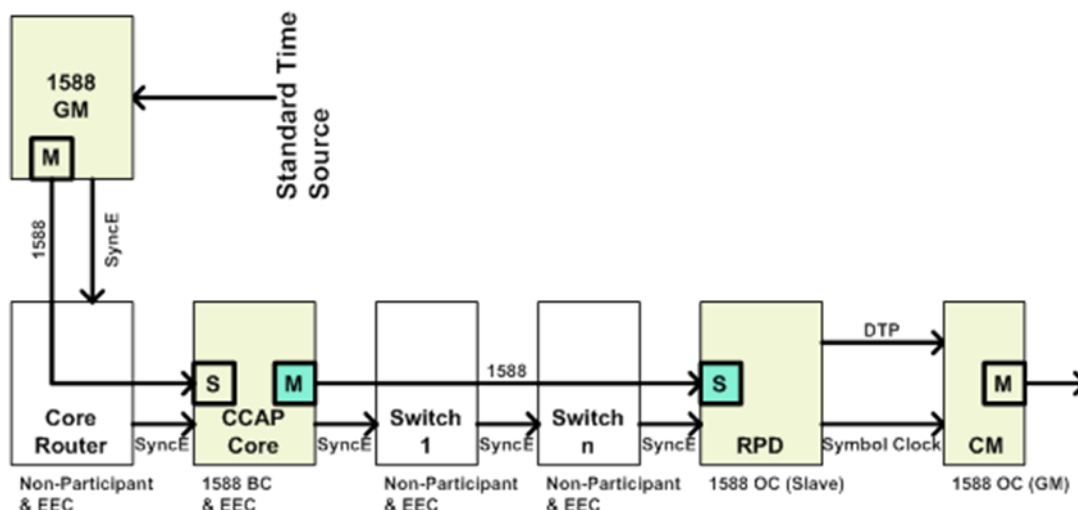 1588
GM
M
Standard Time
Source
1588
SyncE
DTP
1588
S
M
S
M
Core
Router
CCAP
Core
Switch
1
Switch
n
RPD
CM
SyncE
SyncE
SyncE
SyncE
Symbol Clock
Non-Participant
& EEC
1588 BC
& EEC
Non-Participant
& EEC
Non-Participant
& EEC
1588 OC (Slave)
1588 OC (GM)